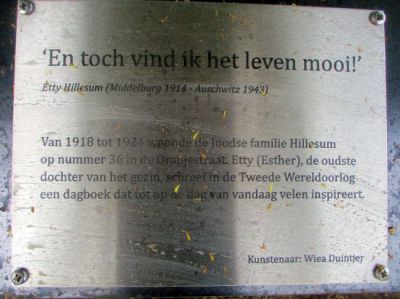 ‘En toch vind ik het leven mooi!’
Etty Hillesum (Middelburg 1914 - Auschwitz 1943)
Van 1918 tot 1924 woonde de Joodse familie Hillesum
op nummer 36 in de Oranjestraat. Etty (Esther), de oudste
dochter van het gezin, schreef in de Tweede Wereldoorlog
een dagboek dat tot op de dag van vandaag velen inspireert.
Kunstenaar: Wiea Duintjer